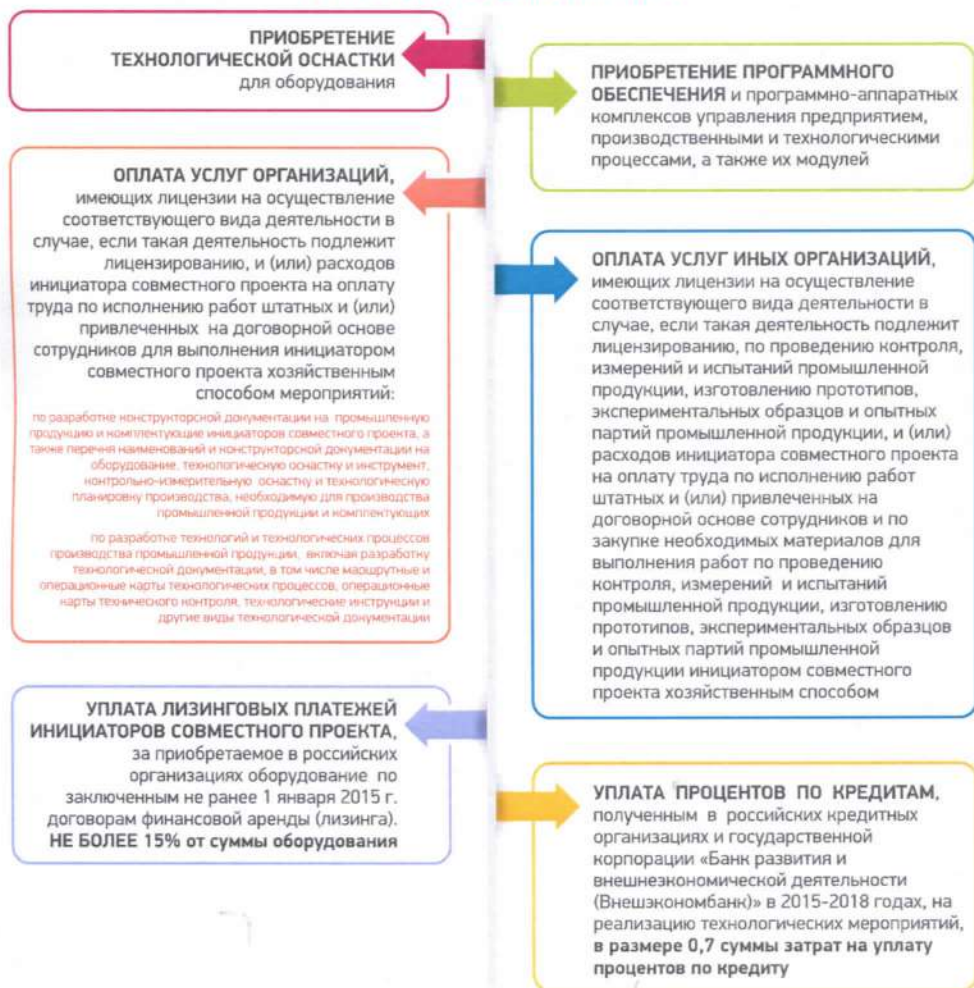 ПРИОБРЕТЕНИЕ
ТЕХНОЛОГИЧЕСКОЙ ОСНАСТКИ
для оборудования
ПРИОБРЕТЕНИЕ ПРОГРАММНОГО
ОБЕСПЕЧЕНИЯ и программно-аппаратных
комплексов управления предприятием,
производственными и технологическими
процессами, а также их модулей
ОПЛАТА УСЛУГ ОРГАНИЗАЦИЙ,
имеющих лицензии на осуществление
соответствующего вида деятельности в
случае, если такая деятельность подлежит
лицензированию, и (или) расходов
инициатора совместного проекта на оплату
труда по исполнению работ штатных и (или)
привлеченных на договорной основе
сотрудников для выполнения инициатором
совместного проекта хозяйственным
способом мероприятий:
по разработке конструкторской документации на промышленную
продукцию и комплектующие инициаторов совместного проекта, а
также перечня наименований и конструкторской документации на
оборудование, технологическую оснастку и инструмент,
контрольно-измерительную оснастку и технологическую
планировку производства, необходимую для производства
промышленной продукции и комплектующих
по разработке технологий и технологических процессов
производства промышленной продукции, включая разработку
технологической документации, в том числе маршрутные и
операционные карты технологических процессов, операционные
карты технического контроля, технологические инструкции и
другие виды технологической документации
ОПЛАТА УСЛУГ ИНЫХ ОРГАНИЗАЦИЙ,
имеющих лицензии на осуществление
соответствующего вида деятельности в
случае, если такая деятельность подлежит
лицензированию, по проведению контроля,
измерений и испытаний промышленной
продукции, изготовлению прототипов,
экспериментальных образцов и опытных
партий промышленной продукции, и (или)
расходов инициатора совместного проекта
на оплату труда по исполнению работ
штатных и (или) привлеченных на
договорной основе сотрудников и по
закупке необходимых материалов для
выполнения работ по проведению
контроля, измерений и испытаний
промышленной продукции, изготовлению
прототипов, экспериментальных образцов
и опытных партий промышленной
продукции инициатором совместного
проекта хозяйственным способом
УПЛАТА ЛИЗИНГОВЫХ ПЛАТЕЖЕЙ
ИНИЦИАТОРОВ СОВМЕСТНОГО ПРОЕКТА,
за приобретаемое в российских
организациях оборудование по
заключенным не ранее 1 января 2015 г.
договорам финансовой аренды (лизинга).
НЕ БОЛЕЕ 15% от суммы оборудования
УПЛАТА ПРОЦЕНТОВ ПО КРЕДИТАМ,
полученным в российских кредитных
организациях и государственной
корпорации «Банк развития и
внешнеэкономической деятельности
(Внешэкономбанк)» в 2015-2018 годах, на
реализацию технологических мероприятий,
в размере 0,7 суммы затрат на уплату
процентов по кредиту